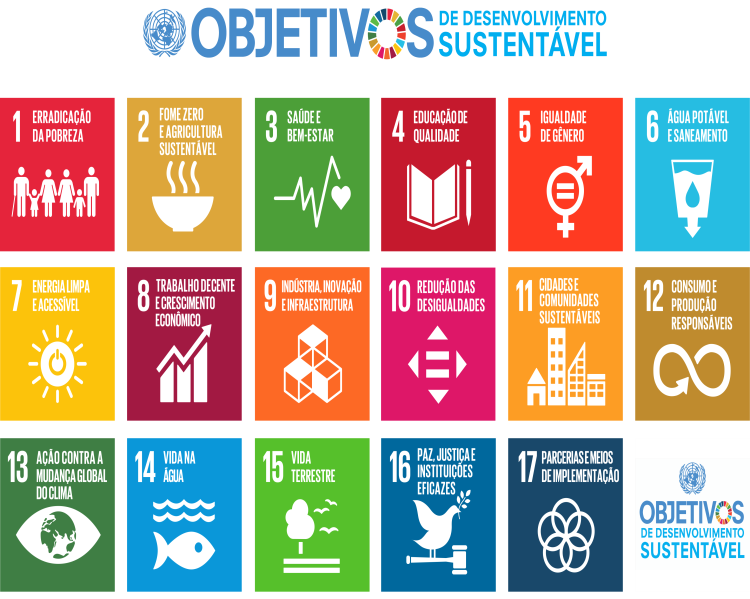 OBJETIVOS
DE DESENVOLVIMENTO
SUSTENTÁVEL
1 ERRADICAÇÃO
DA POBREZA
2 FOME ZERO
E AGRICULTURA
SUSTENTÁVEL
3 SAÚDE E
BEM-ESTAR
4 EDUCAÇÃO DE
QUALIDADE
5 IGUALDADE
DE GÊNERO
6 ÁGUA POTÁVEL
E SANEAMENTO
7 ENERGIA LIMPA
E ACESSÍVEL
8 TRABALHO DECENTE
E CRESCIMENTO
ECONÔMICO
9 INDÚSTRIA, INOVAÇÃO
E INFRAESTRUTURA
10 REDUÇÃO DAS
DESIGUALDADES
11 CIDADES E
COMUNIDADES
SUSTENTÁVEIS
12 CONSUMO E
PRODUÇÃO
RESPONSÁVEIS
13 AÇÃO CONTRA A
MUDANÇA GLOBAL
DO CLIMA
14 VIDA NA
ÁGUA
15 VIDA
TERRESTRE
16 PAZ, JUSTIÇA E
INSTITUIÇÕES
EFICAZES
17 PARCERIAS E MEIOS
DE IMPLEMENTAÇÃO
OBJETIVOS
DE DESENVOLVIMENTO
SUSTENTÁVEL